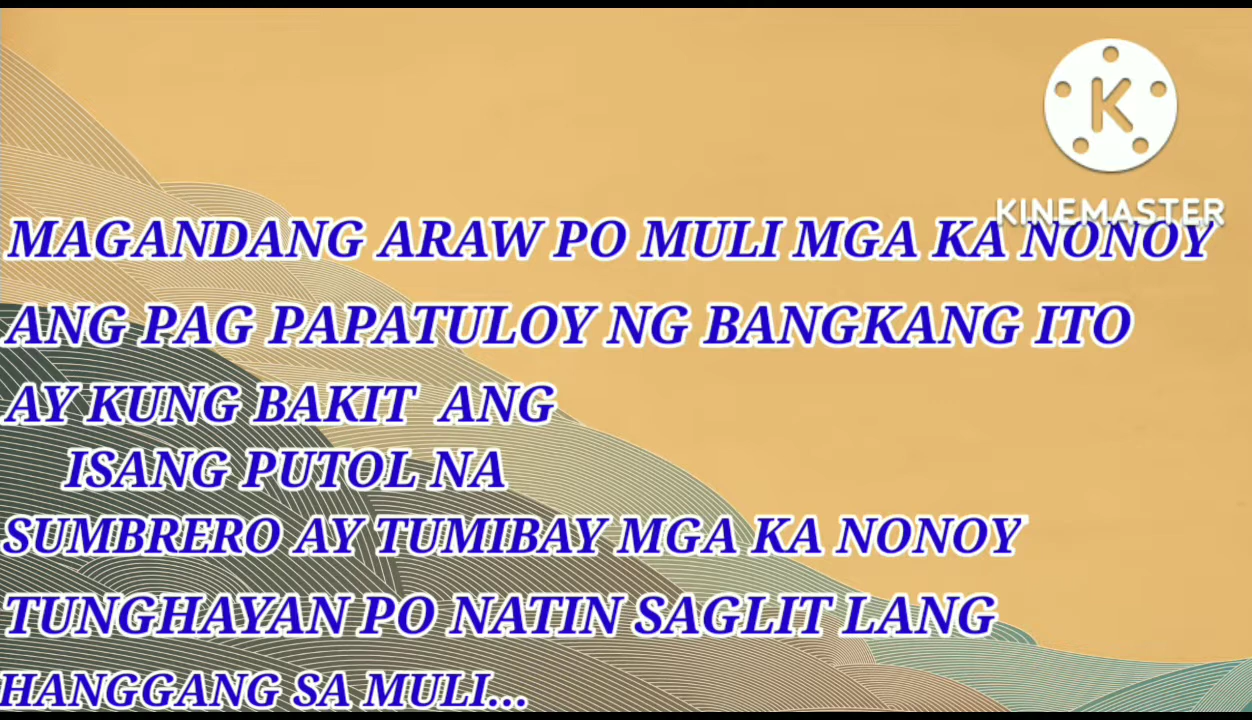 KINEMASTER
MAGANDANG ARAW PO MULI MGA KA NONOY
ANG PAG PAPATULOY NG BANGKANG ITO
AY KUNG BAKIT ANG
ISANG PUTOL NA
SUMBRERO AY TUMIBAY MGA KA NONOY
TUNGHAYAN PO NATIN SAGLIT LANG
HANGGANG SA MULI...